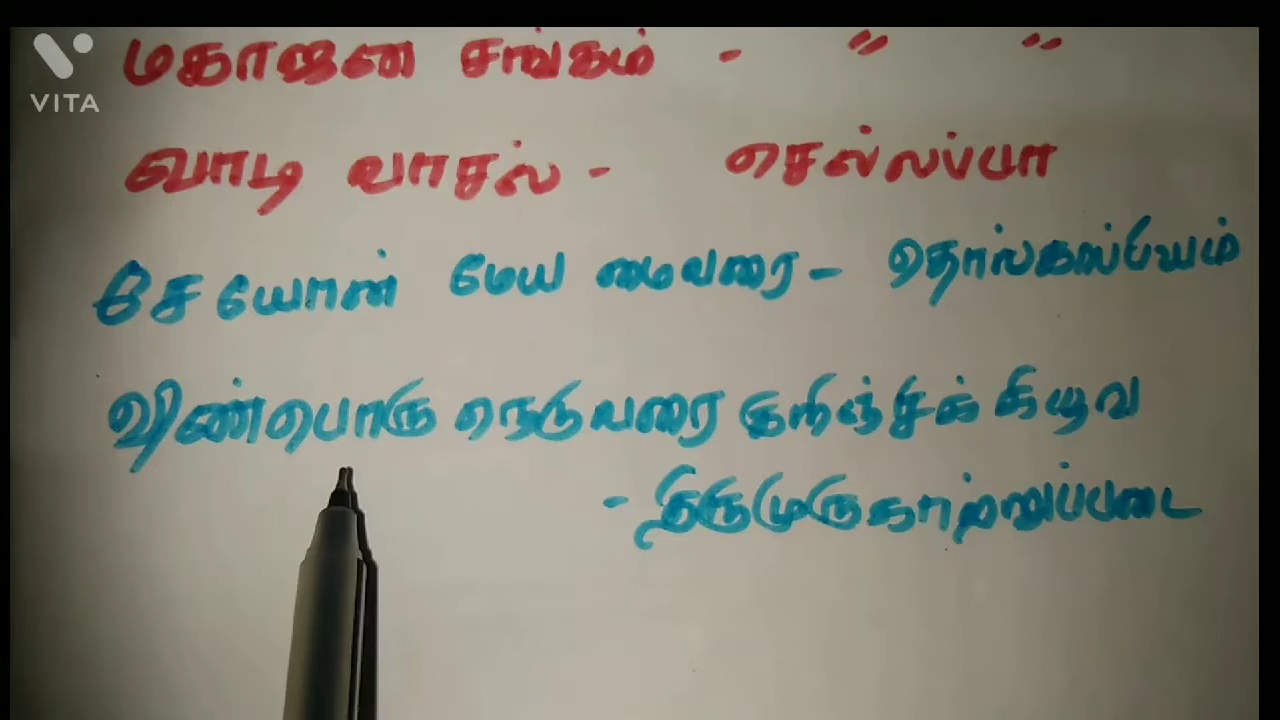 VITA
மகாஜன சங்கம் - " "
வாடி வாசல் - செல்லப்பா
சேயோன் மேய மைவரை - தொல்காப்பியம்
விண்பொரு நெடுவரை குறிஞ்சிக் கிழவ
- திருமுருகாற்றுப்படை